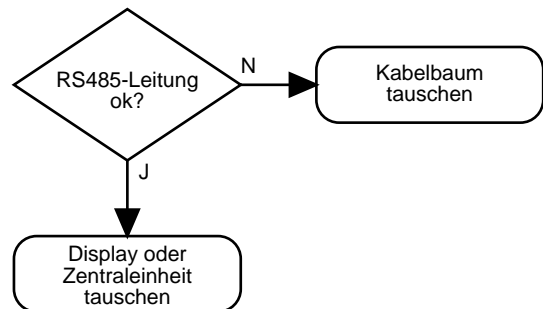 RS485-Leitung
ok?
N
Kabelbaum
tauschen
J
Display oder
Zentraleinheit
tauschen